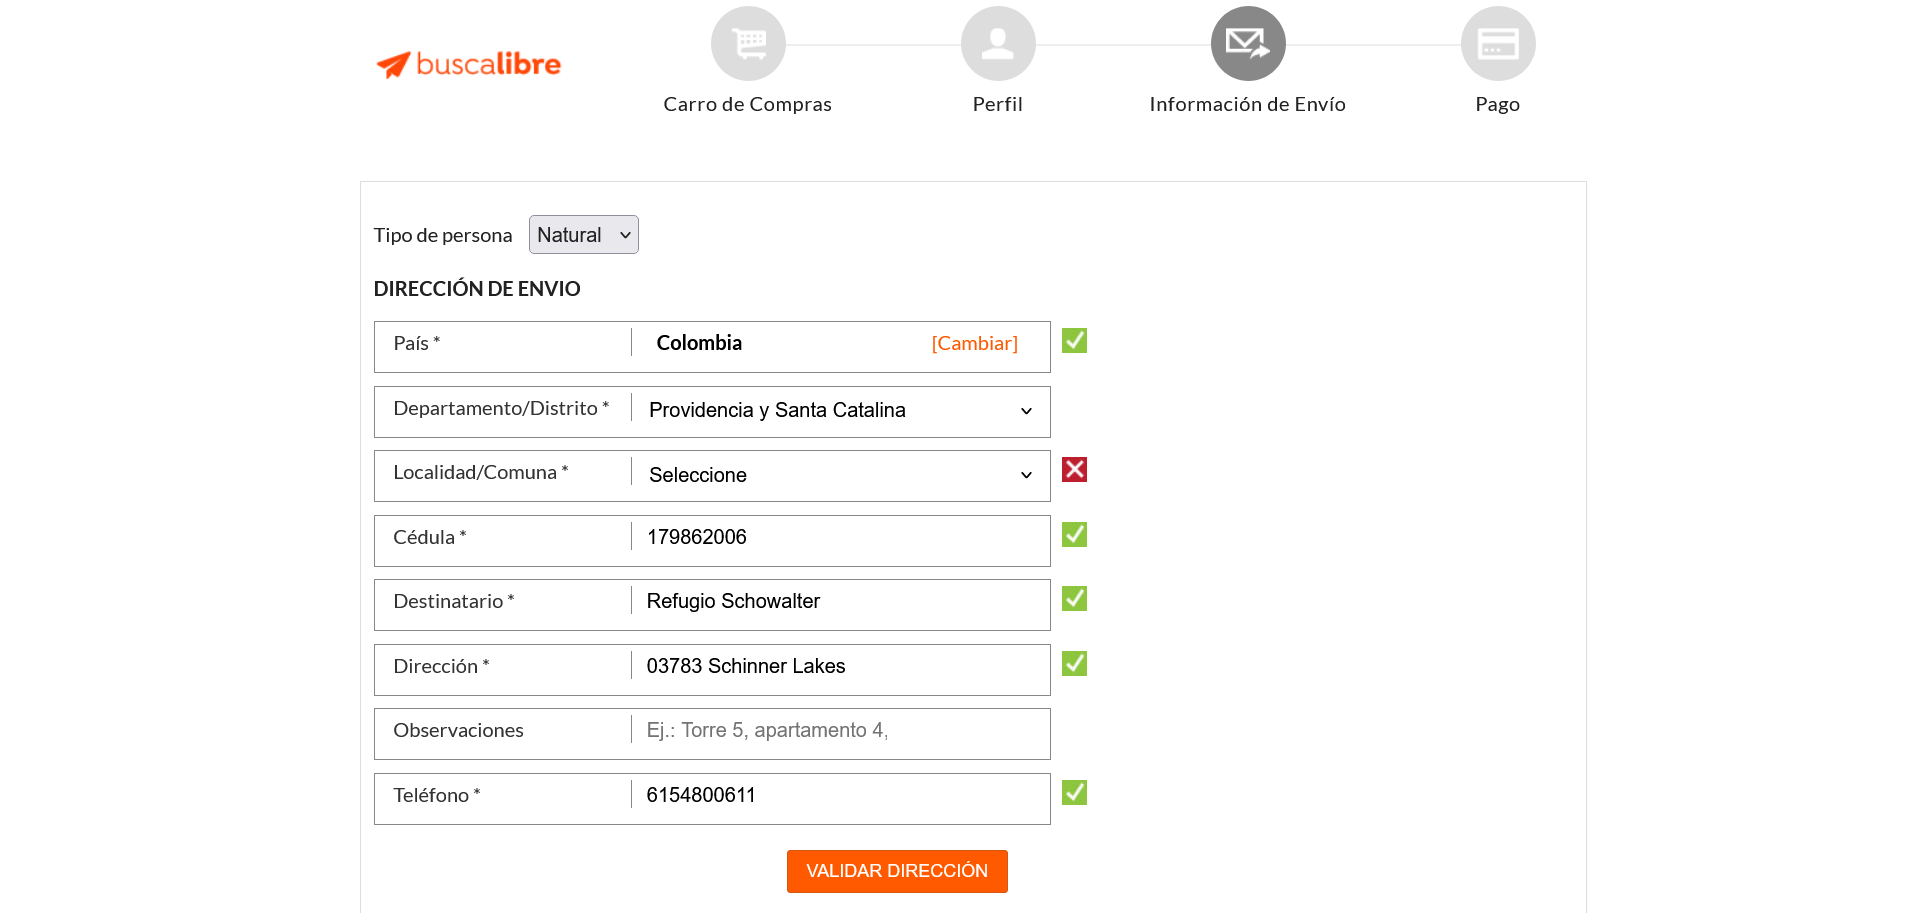 buscalibre
Carro de Compras
Perfil
Información de Envío
Pago
Tipo de persona Natural
DIRECCIÓN DE ENVIO
País * Colombia [Cambiar]
Departamento/Distrito * Providencia y Santa Catalina
Localidad/Comuna * Seleccione
Cédula * 179862006
Destinatario * Refugio Schowalter
Dirección * 03783 Schinner Lakes
Observaciones Ej.: Torre 5, apartamento 4,
Teléfono * 6154800611
VALIDAR DIRECCIÓN